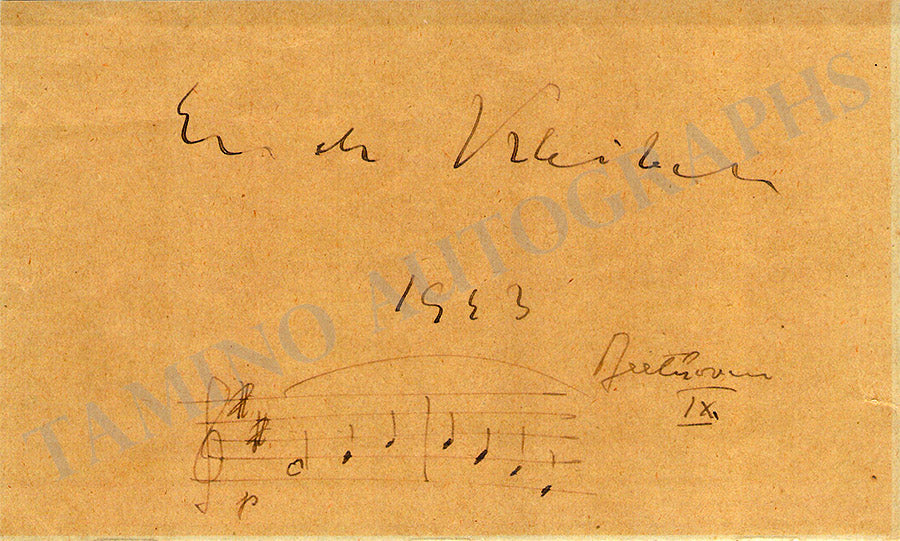 Erich Kleiber
1943
Beethoven
IX.
p
TAMINO AUTOGRAPHS